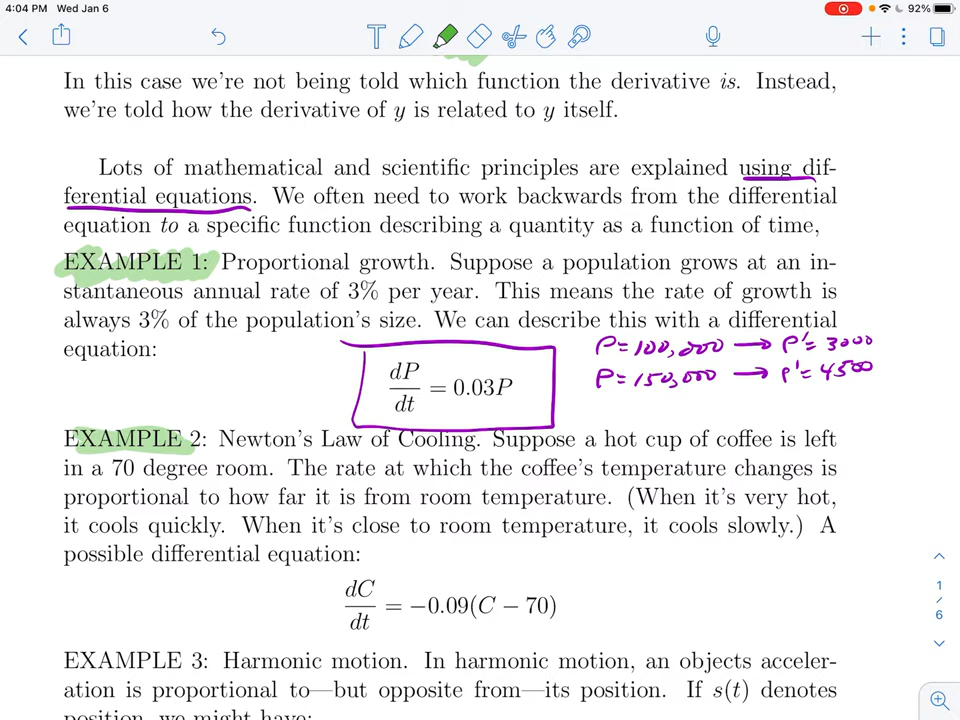 4:04 PM Wed Jan 6 92%
In this case we're not being told which function the derivative is. Instead,
we're told how the derivative of y is related to y itself.
Lots of mathematical and scientific principles are explained using dif-
ferential equations. We often need to work backwards from the differential
equation to a specific function describing a quantity as a function of time,
EXAMPLE 1: Proportional growth. Suppose a population grows at an in-
stantaneous annual rate of 3% per year. This means the rate of growth is
always 3% of the population's size. We can describe this with a differential
equation:
P=100,000 → P'=3000
P=150,000 → P'=4500
dP/dt = 0.03P
EXAMPLE 2: Newton's Law of Cooling. Suppose a hot cup of coffee is left
in a 70 degree room. The rate at which the coffee's temperature changes is
proportional to how far it is from room temperature. (When it's very hot,
it cools quickly. When it's close to room temperature, it cools slowly.) A
possible differential equation:
dC/dt = −0.09(C − 70)
1
/
6
EXAMPLE 3: Harmonic motion. In harmonic motion, an objects acceler-
ation is proportional to—but opposite from—its position. If s(t) denotes
position, we might have: